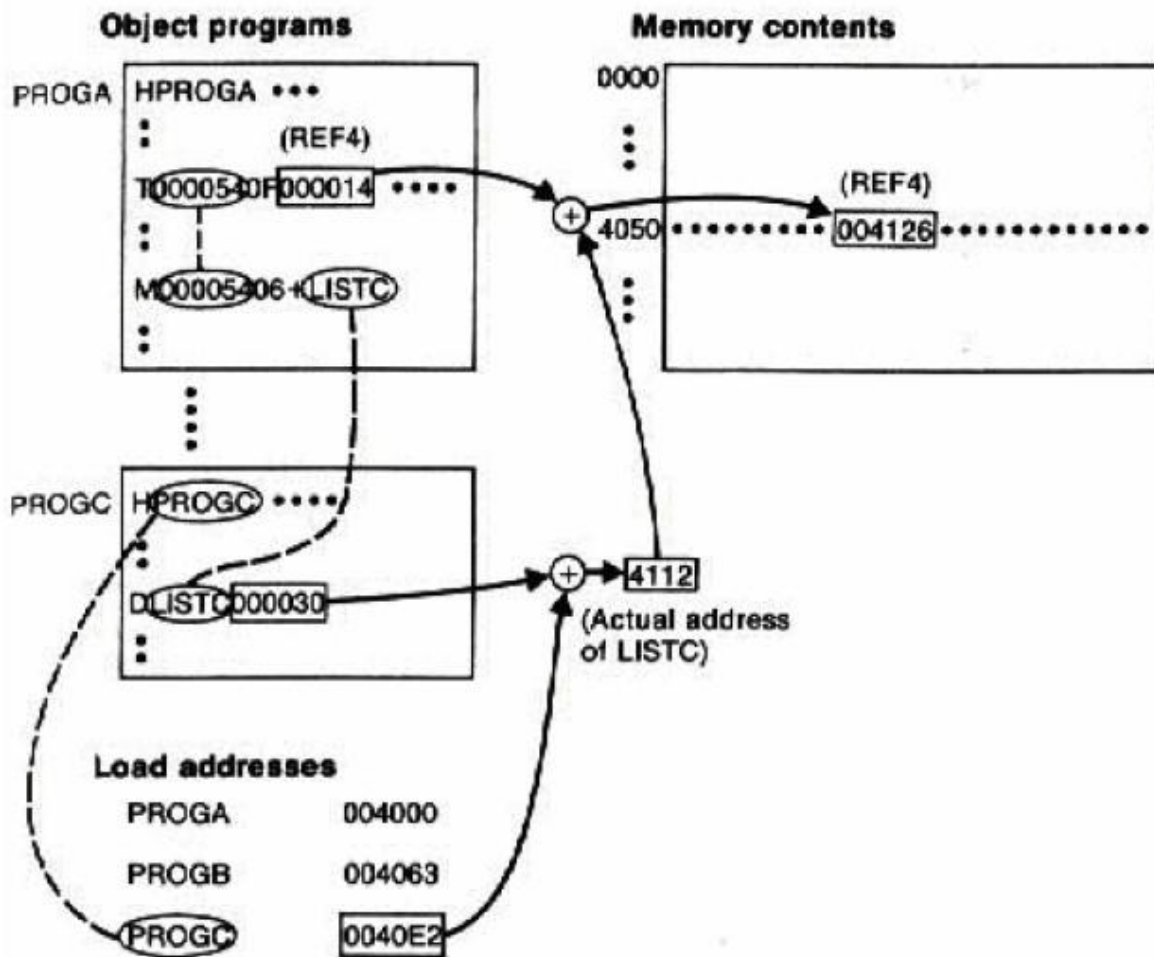 Object programs
Memory contents
PROGA
HPROGA ••••
0000
(REF4)
T0000540F000014 ••••
(REF4)
4050 ••••••••• 004126 ••••••••••••
M00005406+LISTC
PROGC
HPROGC ••••
DLISTC000030
4112
(Actual address
of LISTC)
Load addresses
PROGA 004000
PROGB 004063
PROGC 0040E2